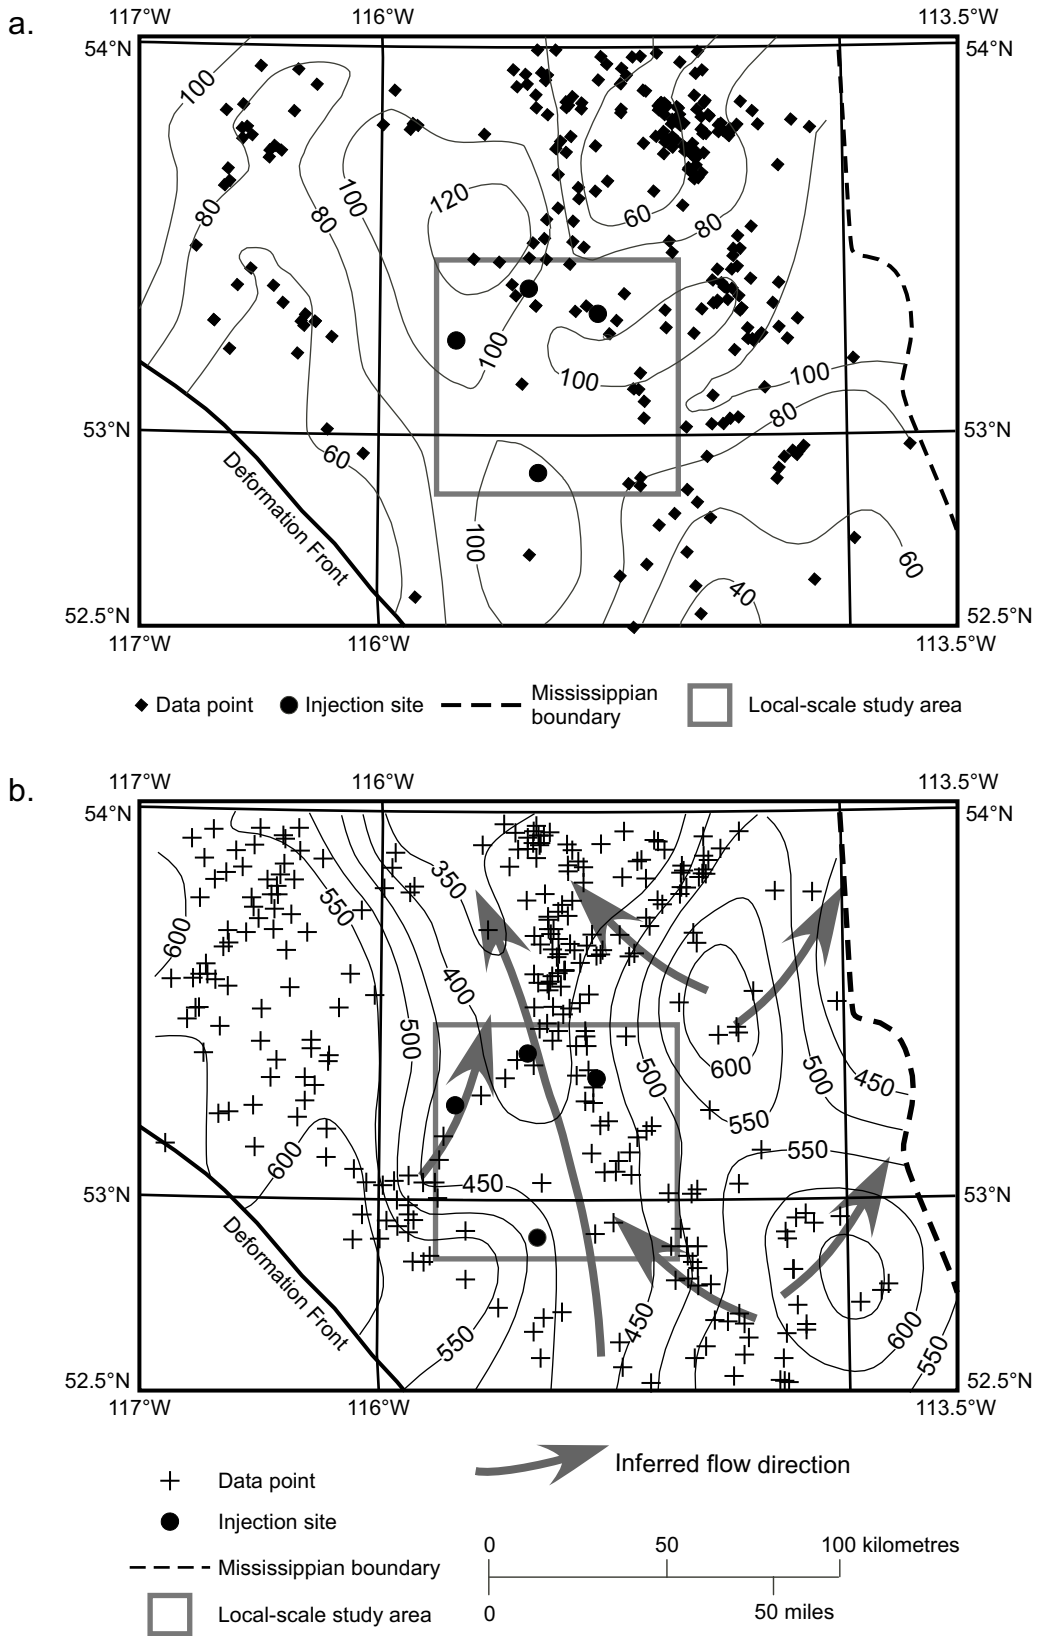 a.
117°W
116°W
113.5°W
54°N
54°N
100
80
80
100
120
60
80
100
100
100
80
53°N
53°N
60
Deformation Front
100
60
40
52.5°N
52.5°N
117°W
116°W
113.5°W
Data point
Injection site
Mississippian
boundary
Local-scale study area
b.
117°W
116°W
113.5°W
54°N
54°N
350
550
600
400
500
500
600
500
450
550
550
600
450
53°N
53°N
Deformation Front
450
550
600
550
52.5°N
52.5°N
117°W
116°W
113.5°W
Inferred flow direction
Data point
Injection site
Mississippian boundary
Local-scale study area
0
50
100 kilometres
0
50 miles